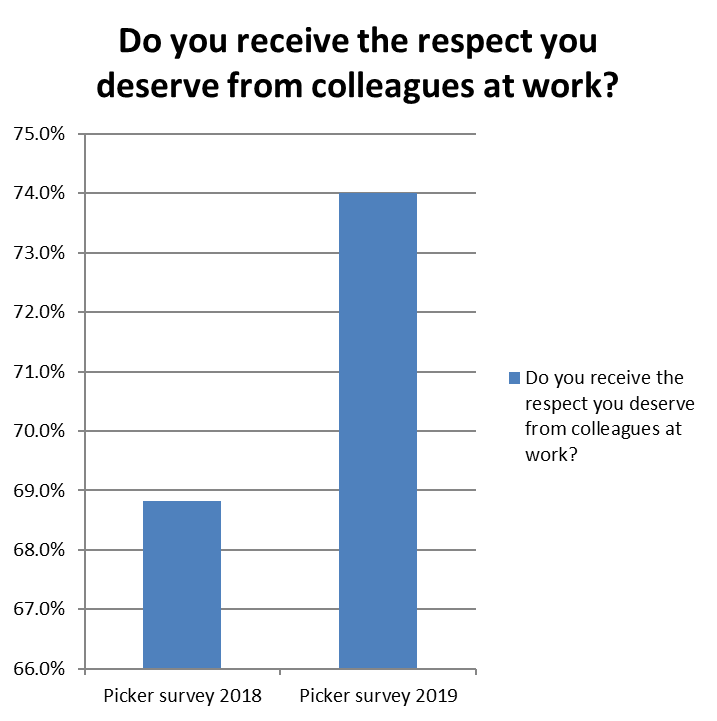 Do you receive the respect you
deserve from colleagues at work?
75.0%
74.0%
73.0%
72.0%
71.0%
70.0%
69.0%
68.0%
67.0%
66.0%
Picker survey 2018
Picker survey 2019
Do you receive the
respect you deserve
from colleagues at
work?